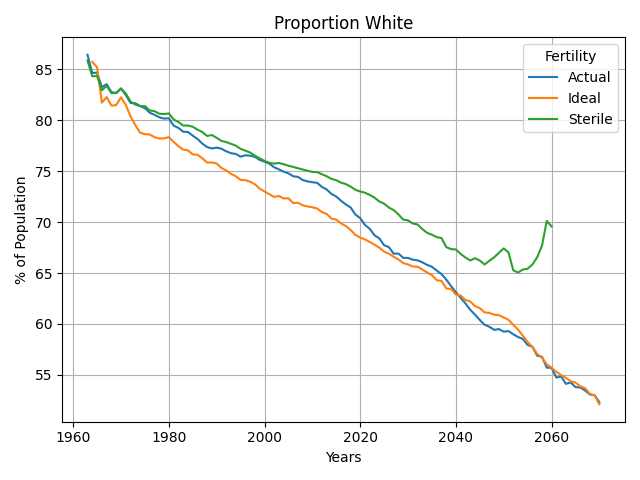 Proportion White
Fertility
Actual
Ideal
Sterile
% of Population
85
80
75
70
65
60
55
1960
1980
2000
2020
2040
2060
Years